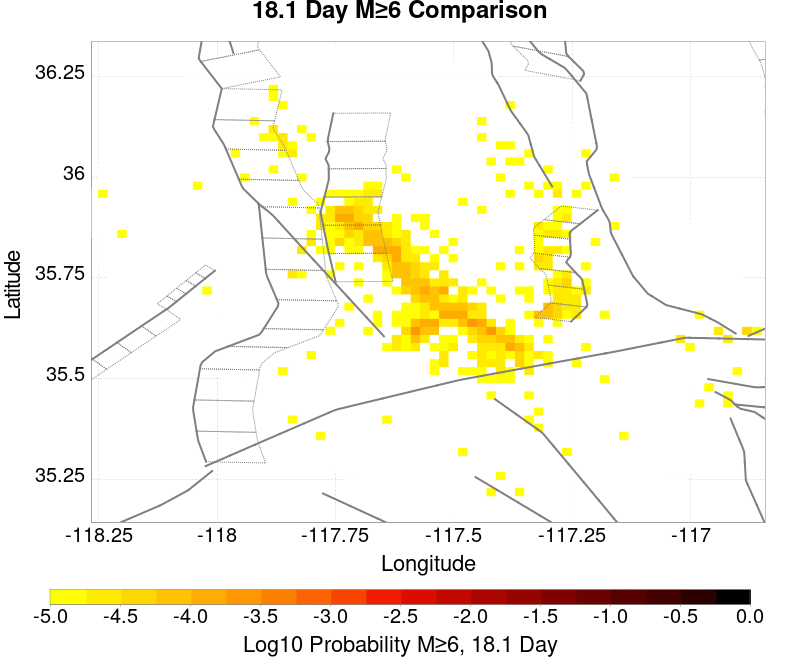 18.1 Day M≥6 Comparison
36.25
36
35.75
35.5
35.25
Latitude
-118.25 -118 -117.75 -117.5 -117.25 -117
Longitude
-5.0 -4.5 -4.0 -3.5 -3.0 -2.5 -2.0 -1.5 -1.0 -0.5 0.0
Log10 Probability M≥6, 18.1 Day